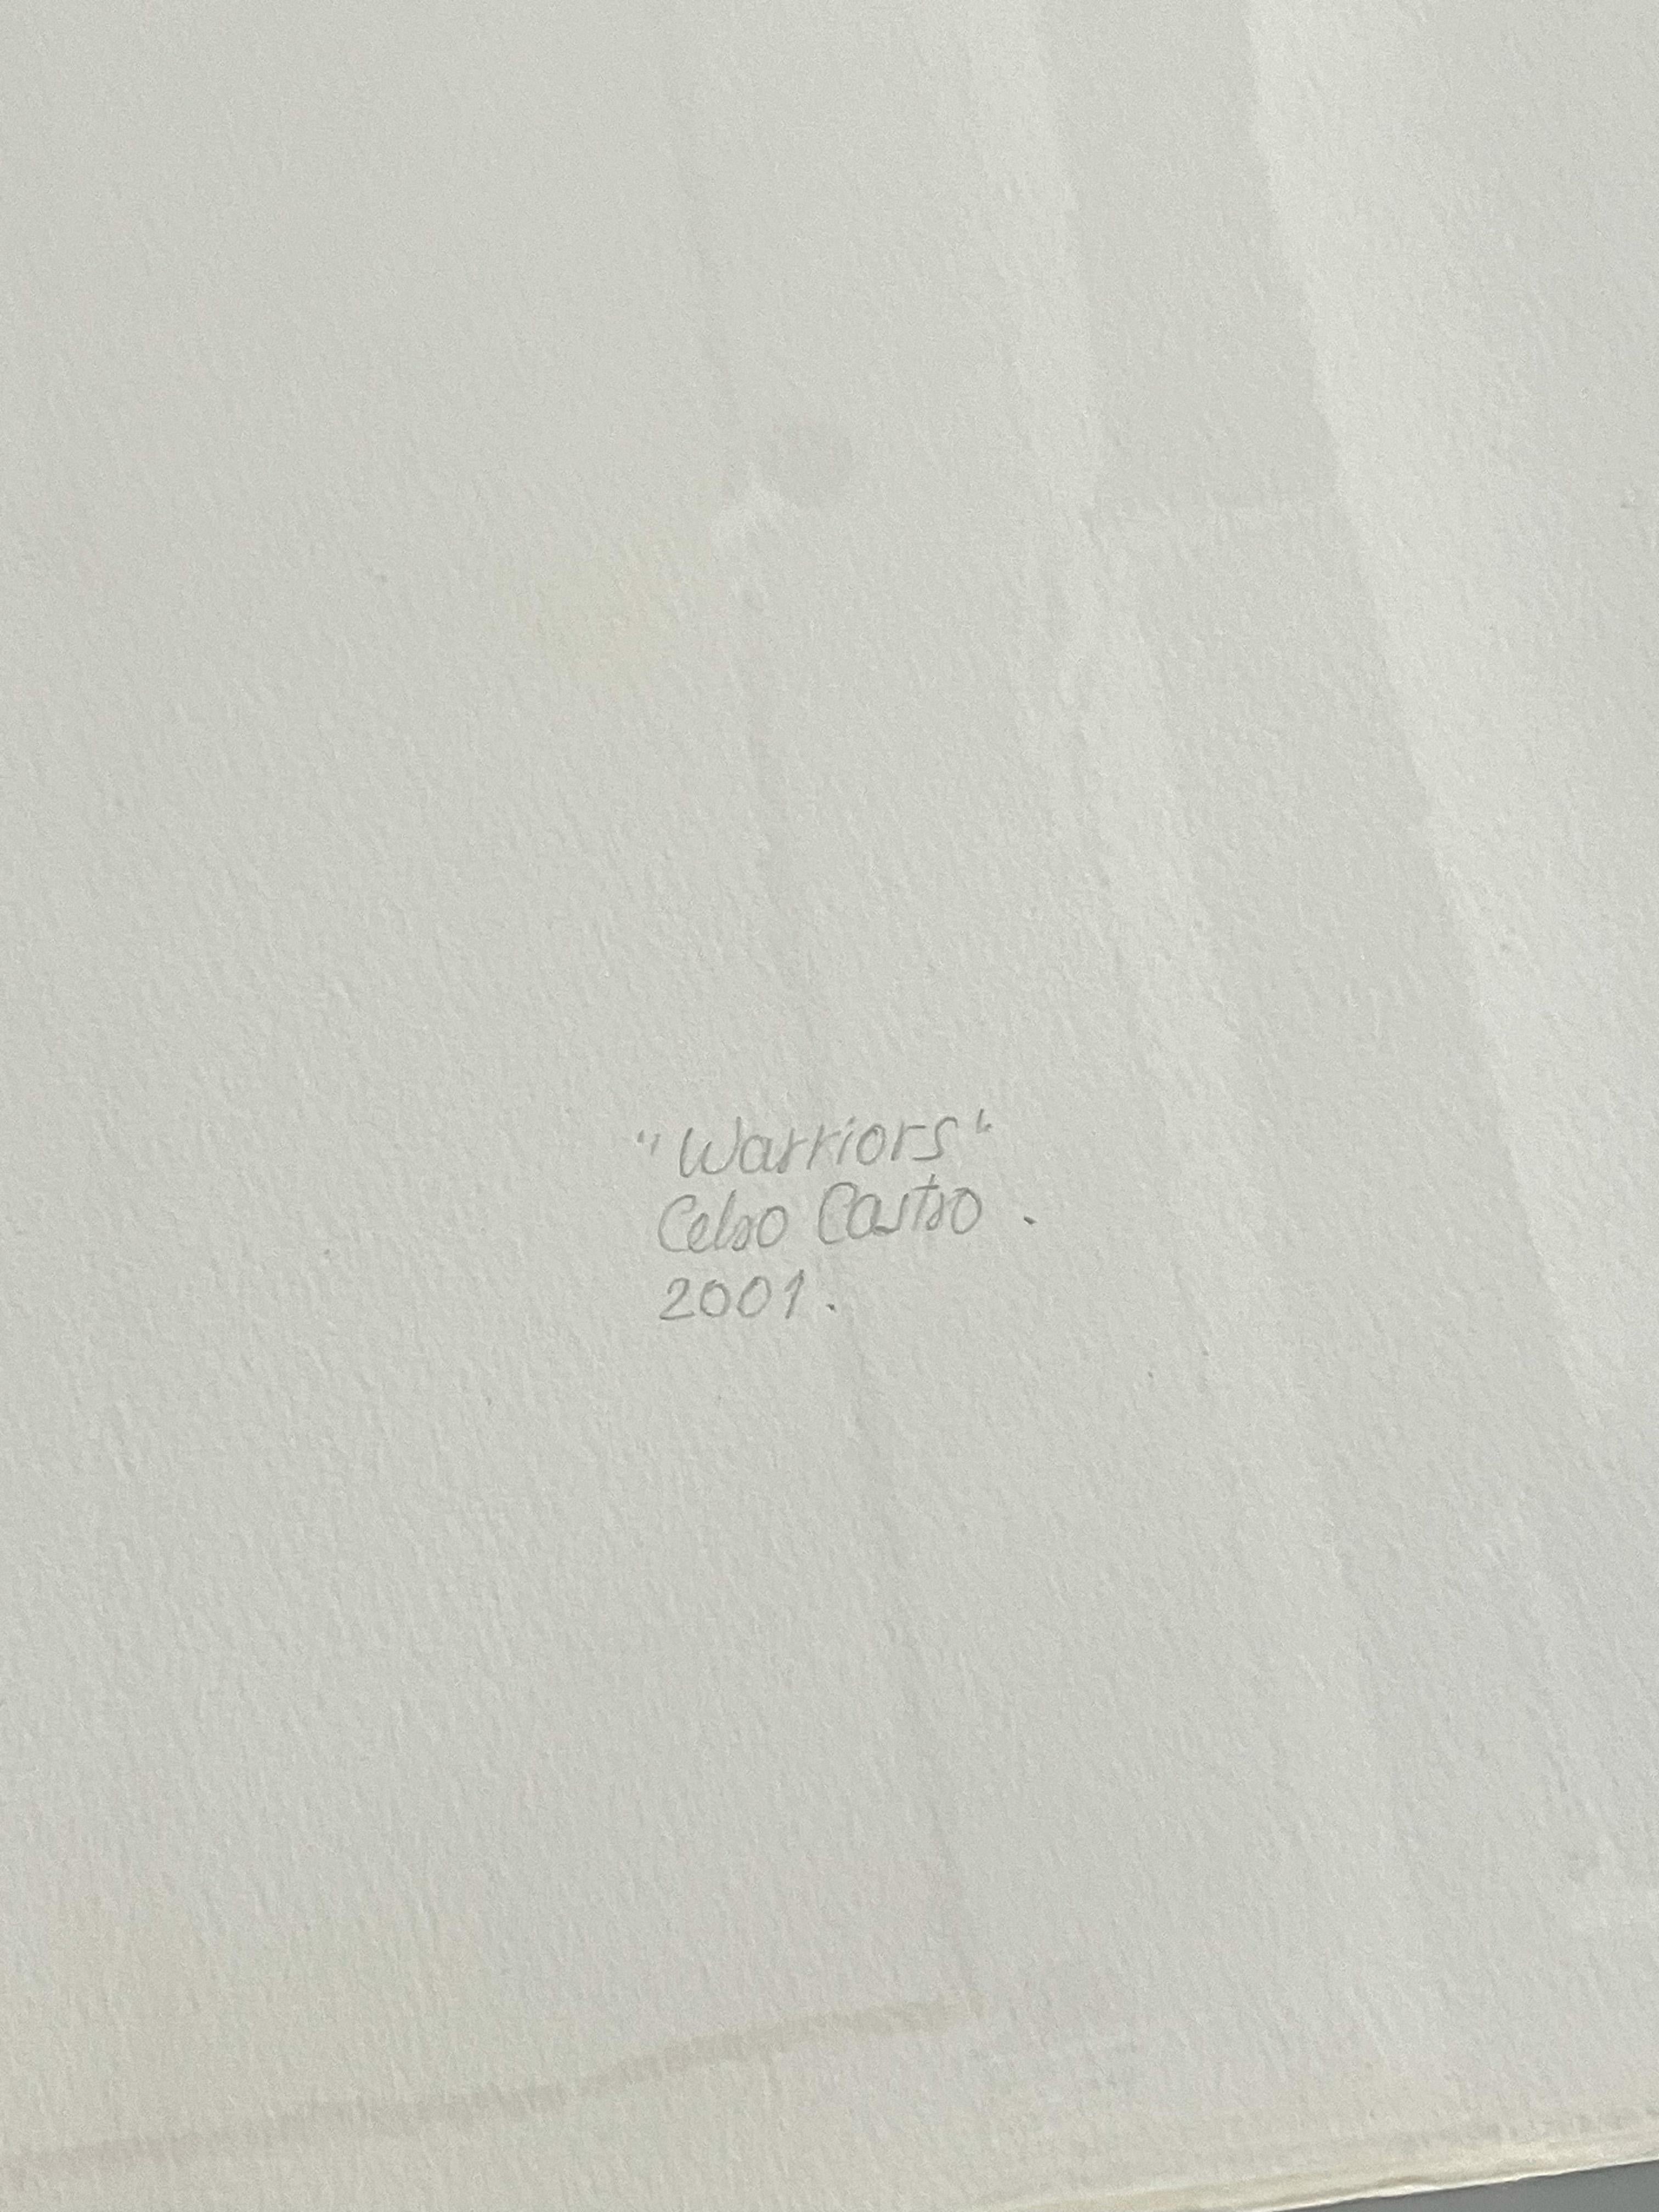 "Warriors"
Celso Castro.
2001.